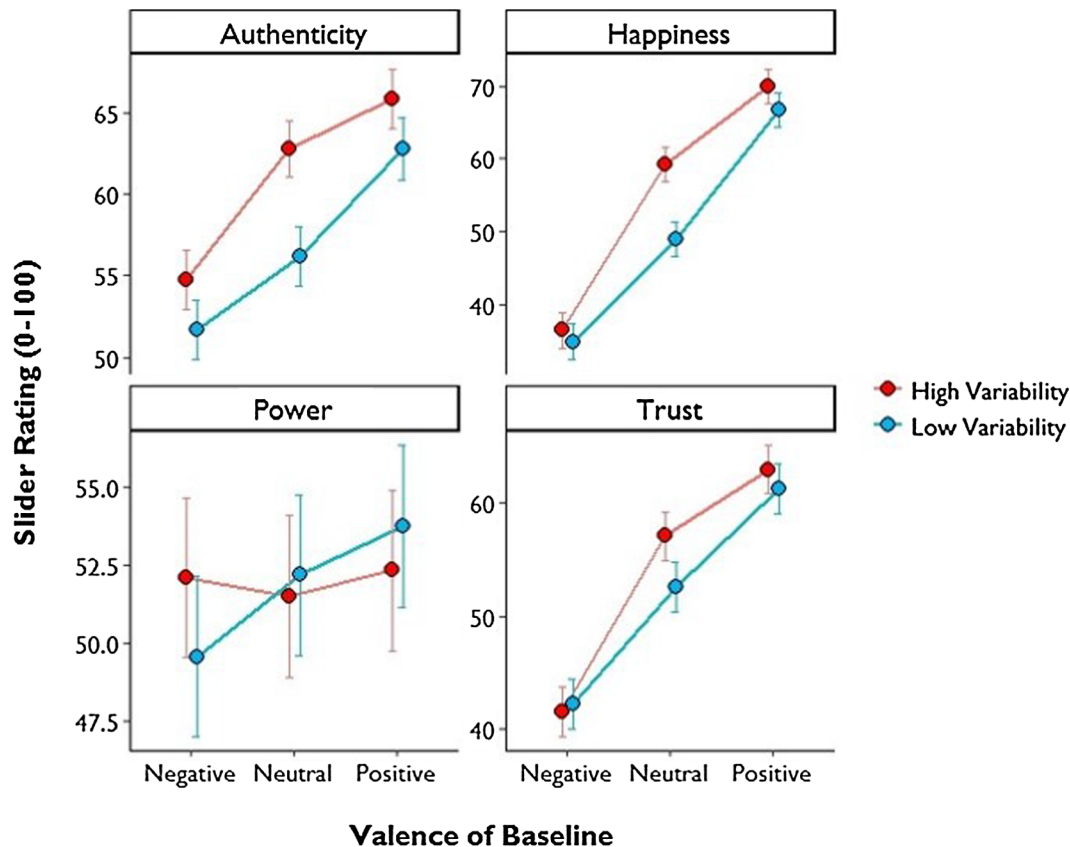 Authenticity
Happiness
65
60
55
50
70
60
50
40
Power
Trust
55.0
52.5
50.0
47.5
60
50
40
Negative Neutral Positive
Negative Neutral Positive
Slider Rating (0-100)
Valence of Baseline
High Variability
Low Variability